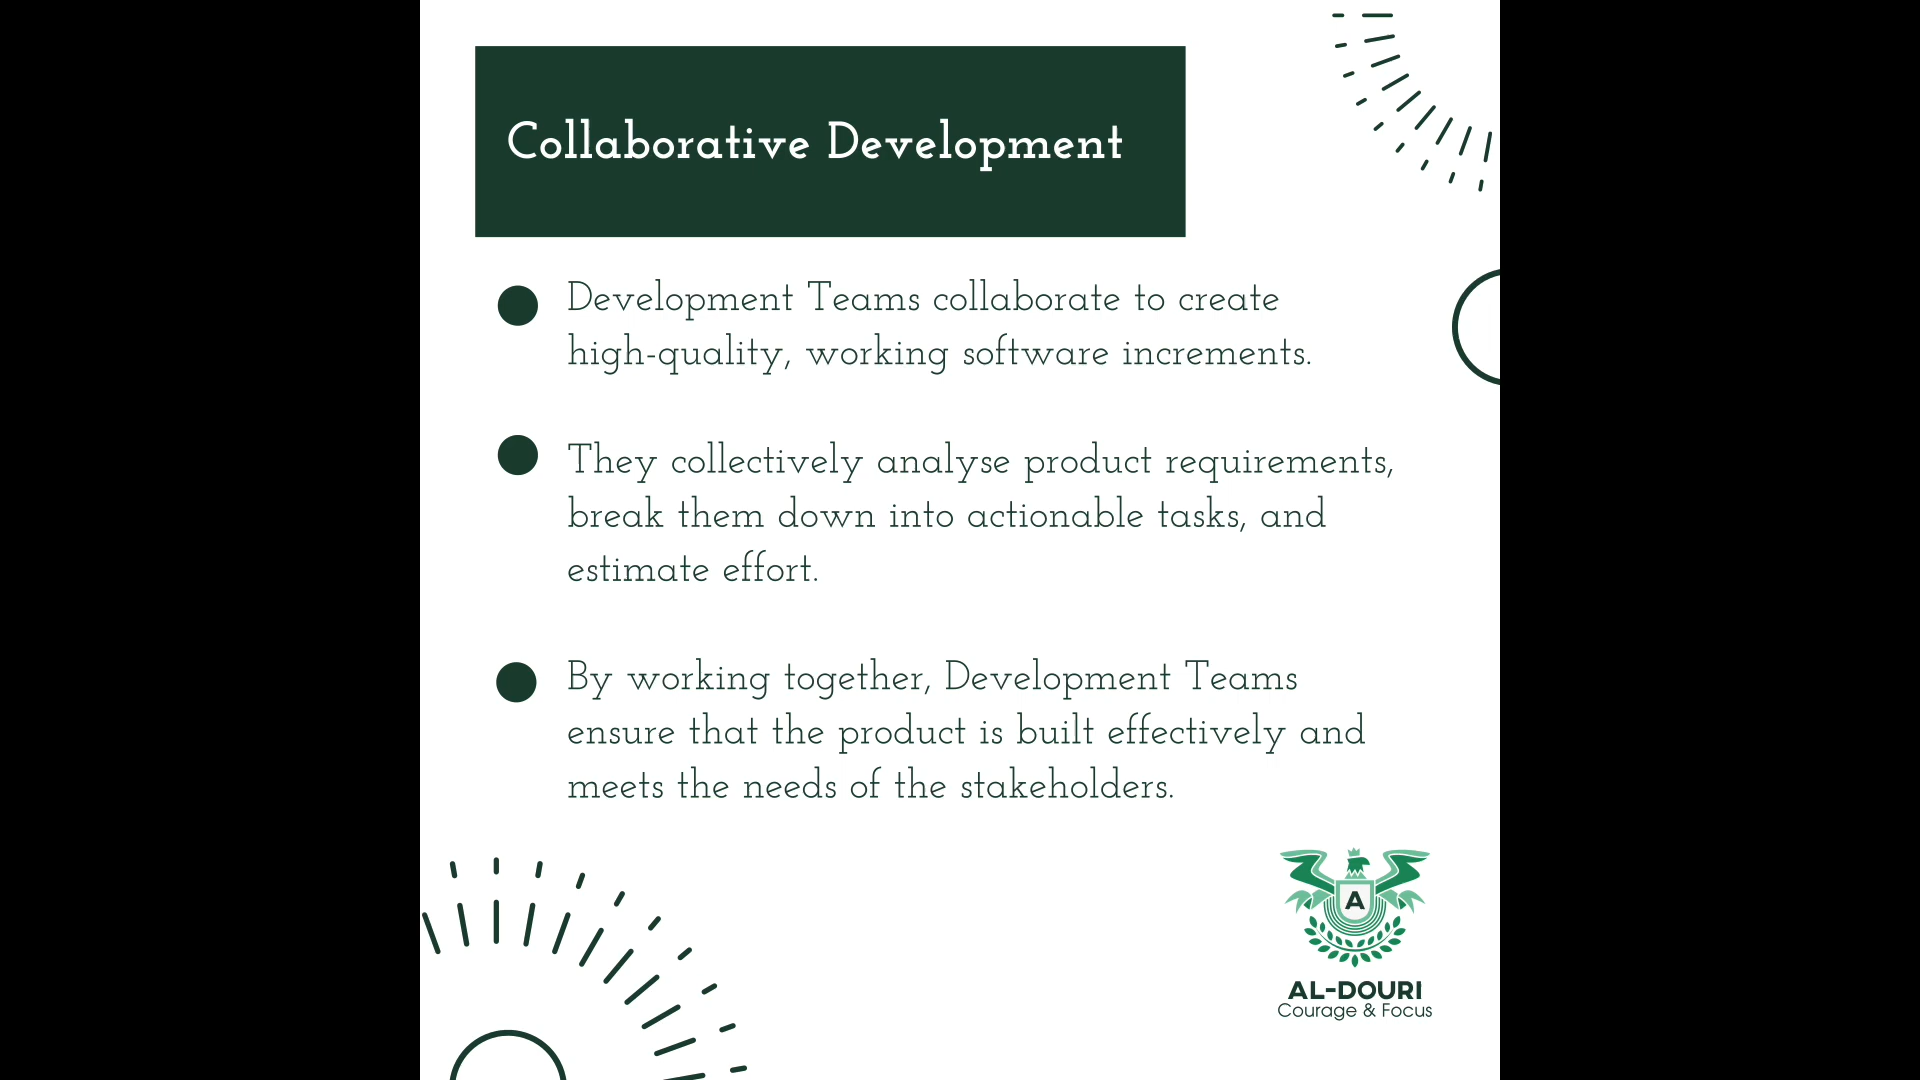 Collaborative Development
Development Teams collaborate to create
high-quality, working software increments.
They collectively analyse product requirements,
break them down into actionable tasks, and
estimate effort.
By working together, Development Teams
ensure that the product is built effectively and
meets the needs of the stakeholders.
A
AL-DOURI
Courage & Focus